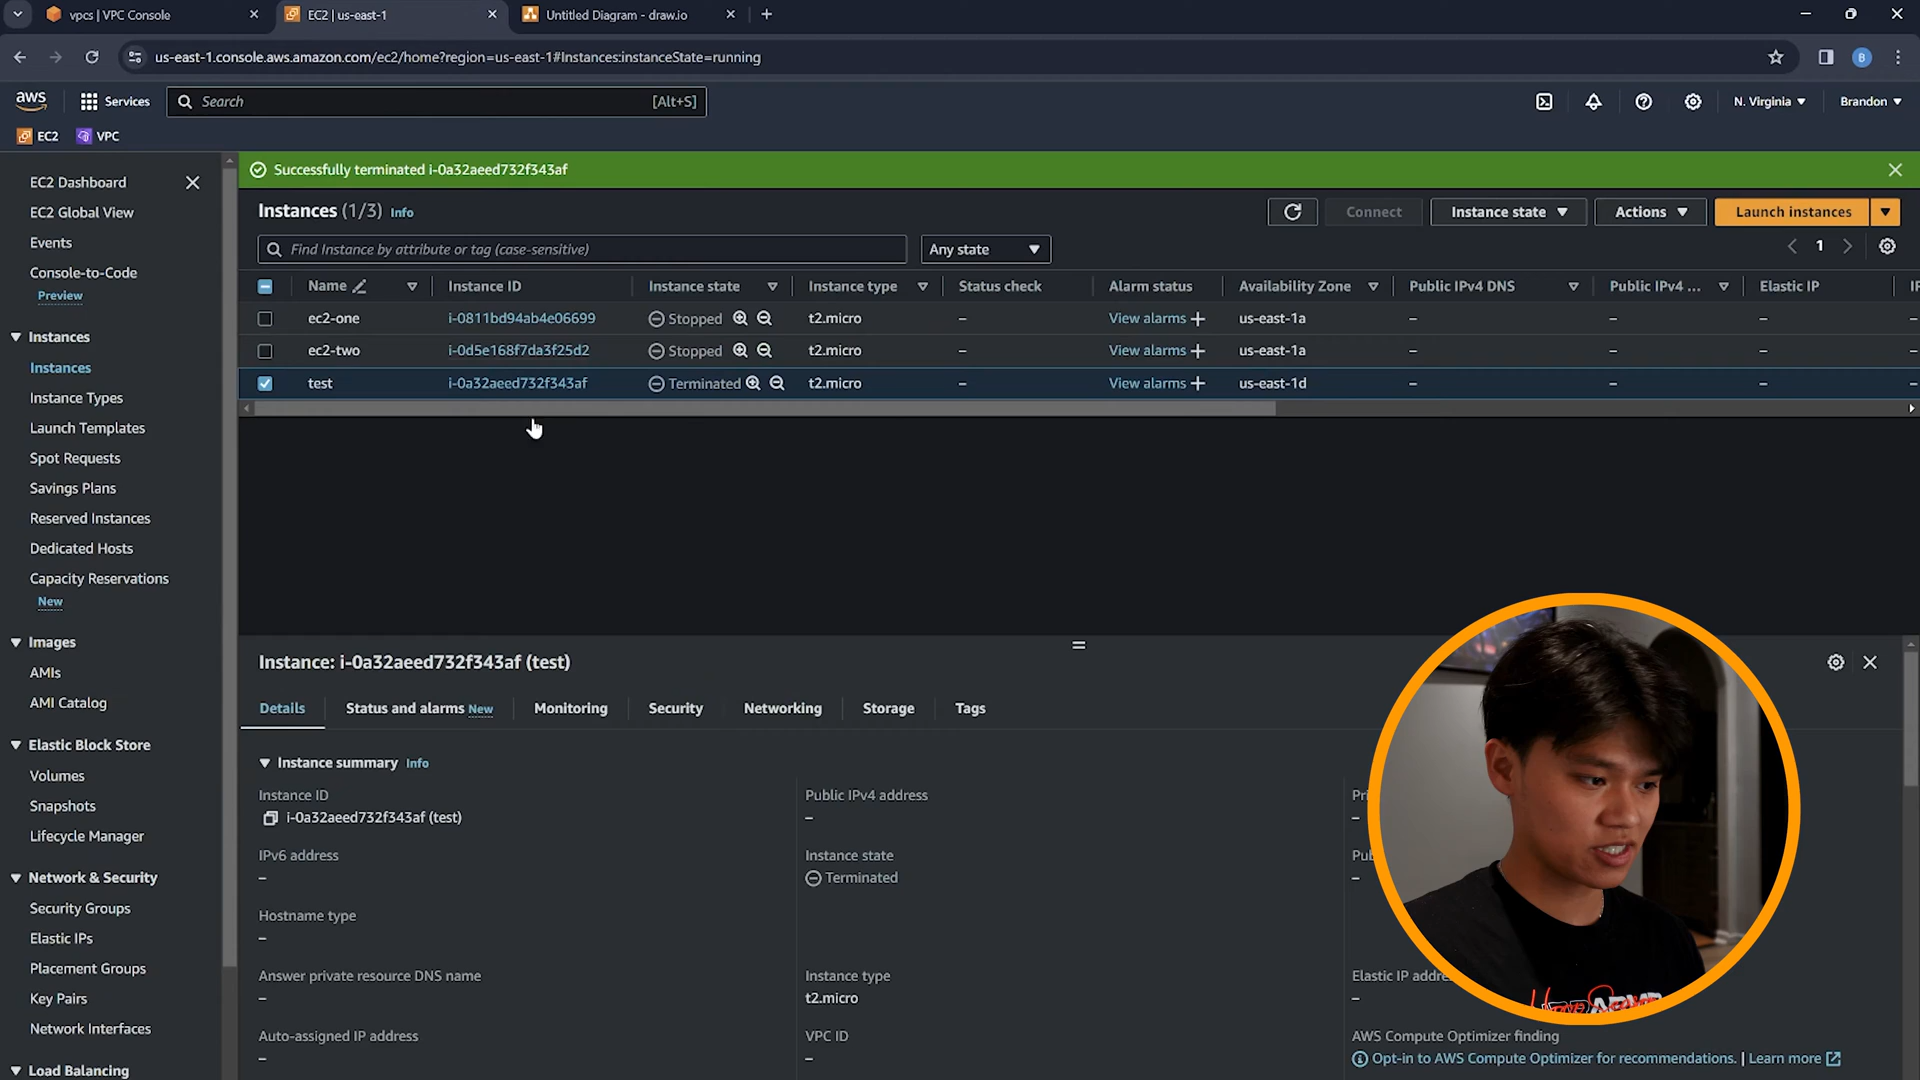 vpcs | VPC Console
EC2 | us-east-1
Untitled Diagram - draw.io
us-east-1.console.aws.amazon.com/ec2/home?region=us-east-1#Instances:instanceState=running
B
aws
Services
Search
[Alt+S]
N. Virginia
Brandon
EC2
VPC
EC2 Dashboard
EC2 Global View
Events
Console-to-Code
Preview
Instances
Instances
Instance Types
Launch Templates
Spot Requests
Savings Plans
Reserved Instances
Dedicated Hosts
Capacity Reservations
New
Images
AMIs
AMI Catalog
Elastic Block Store
Volumes
Snapshots
Lifecycle Manager
Network & Security
Security Groups
Elastic IPs
Placement Groups
Key Pairs
Network Interfaces
Load Balancing
Successfully terminated i-0a32aeed732f343af
Instances (1/3) Info
Connect
Instance state
Actions
Launch instances
Find Instance by attribute or tag (case-sensitive)
Any state
1
Name Instance ID Instance state Instance type Status check Alarm status Availability Zone Public IPv4 DNS Public IPv4 ... Elastic IP
ec2-one i-0811bd94ab4e06699 Stopped t2.micro – View alarms + us-east-1a – – –
ec2-two i-0d5e168f7da3f25d2 Stopped t2.micro – View alarms + us-east-1a – – –
test i-0a32aeed732f343af Terminated t2.micro – View alarms + us-east-1d – – –
Instance: i-0a32aeed732f343af (test)
Details Status and alarms New Monitoring Security Networking Storage Tags
Instance summary Info
Instance ID
i-0a32aeed732f343af (test)
IPv6 address
–
Hostname type
–
Answer private resource DNS name
–
Auto-assigned IP address
–
Public IPv4 address
–
Instance state
Terminated
Instance type
t2.micro
VPC ID
–
Pri
–
Pub
–
Elastic IP addre
–
AWS Compute Optimizer finding
Opt-in to AWS Compute Optimizer for recommendations. | Learn more